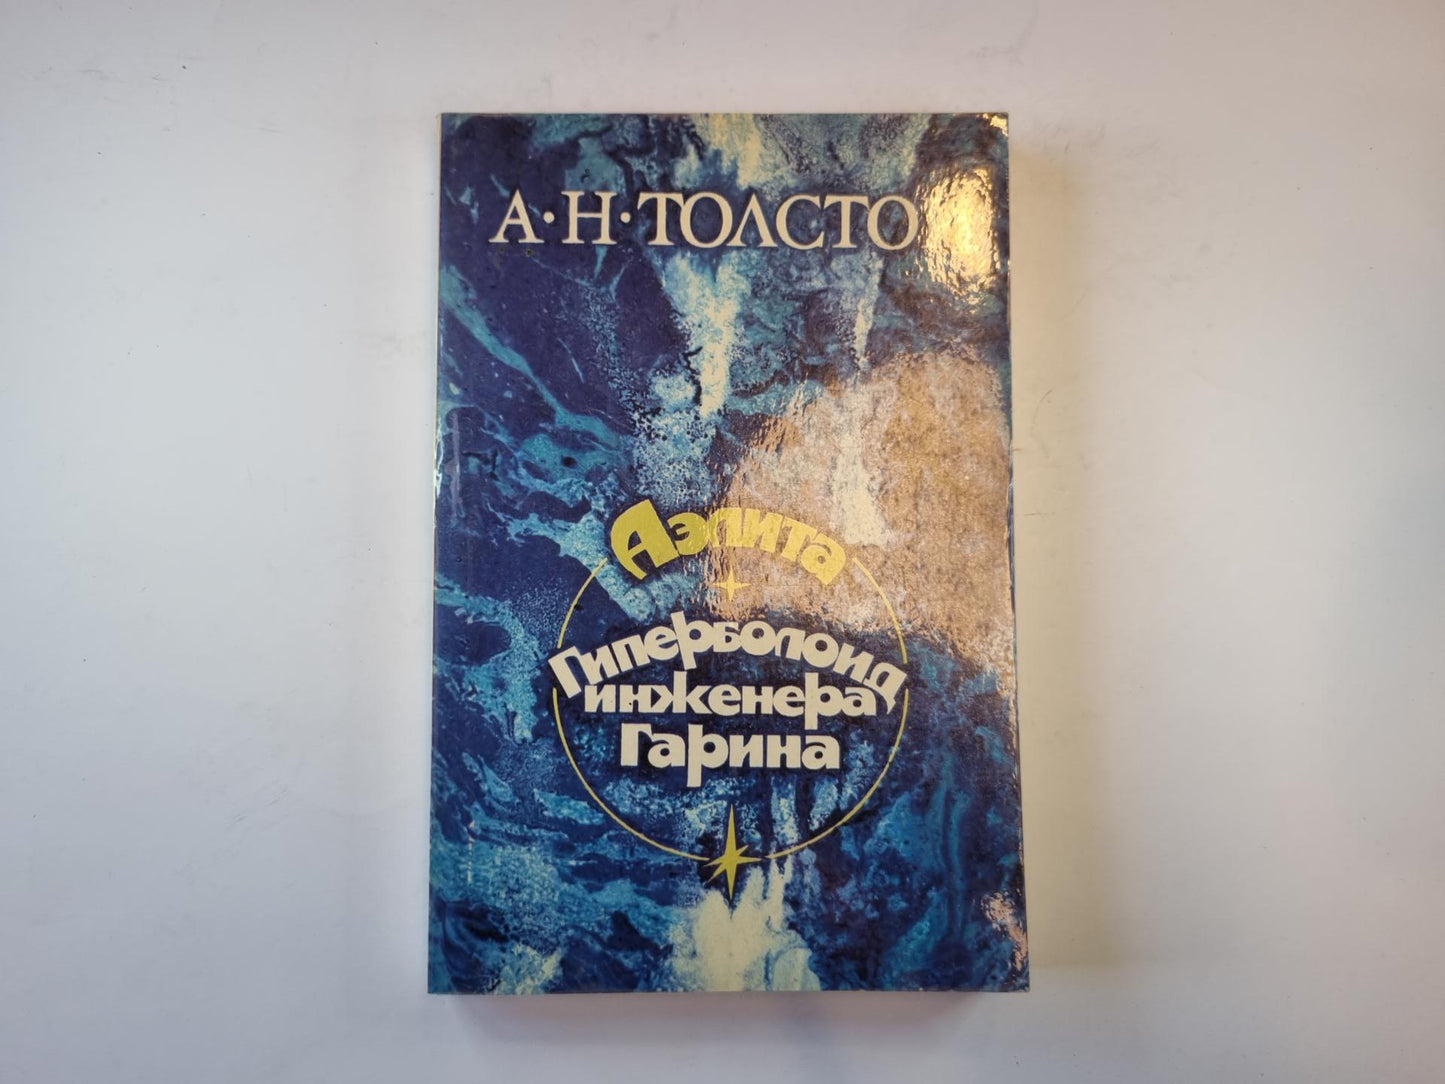 А·Н·ТОЛСТО
Аэлита
Гиперболоид
инженера
Гарина